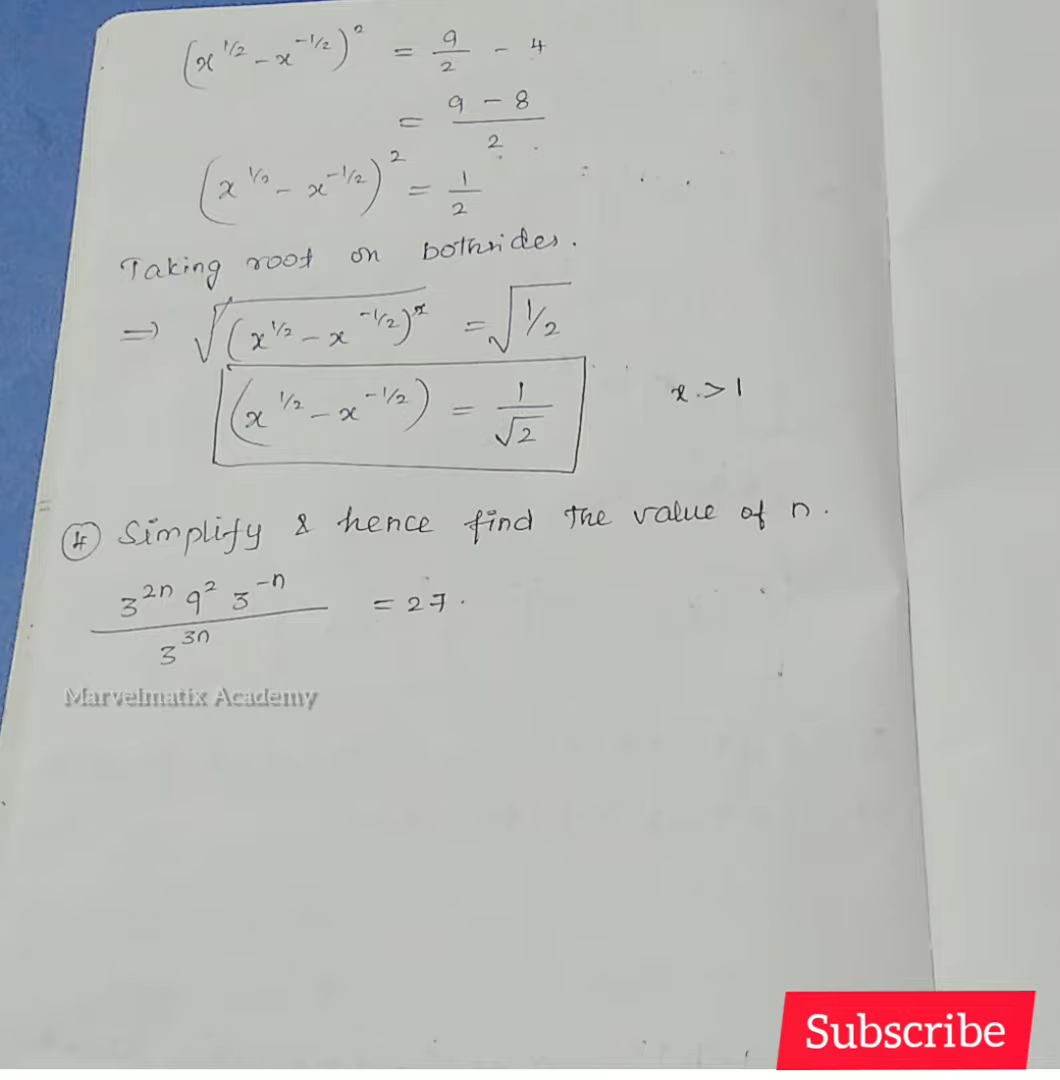 (x^{1/2} - x^{-1/2})^2 = 9/2 - 4
= (9 - 8)/2
(x^{1/2} - x^{-1/2})^2 = 1/2
Taking root on bothsides.
⇒ √(x^{1/2} - x^{-1/2})^2 = √1/2
(x^{1/2} - x^{-1/2}) = 1/√2 x > 1
④ Simplify & hence find the value of n.
3^{2n} 9^2 3^{-n} / 3^{3n} = 27.
Marvelmatix Academy
Subscribe